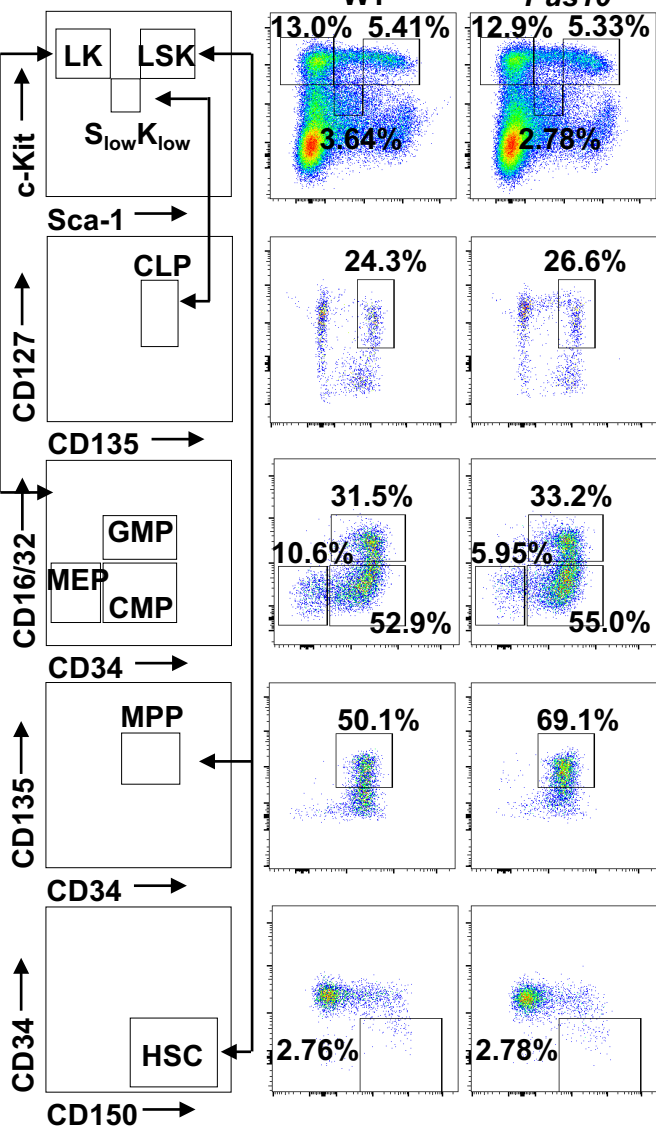 13.0% 5.41% 12.9% 5.33%
LK LSK
c-Kit
SlowKlow
3.64% 2.78%
Sca-1
CLP 24.3% 26.6%
CD127
CD135
31.5% 33.2%
CD16/32
GMP
10.6% 5.95%
MEP
CMP
52.9% 55.0%
CD34
MPP 50.1% 69.1%
CD135
CD34
CD34
HSC 2.76% 2.78%
CD150